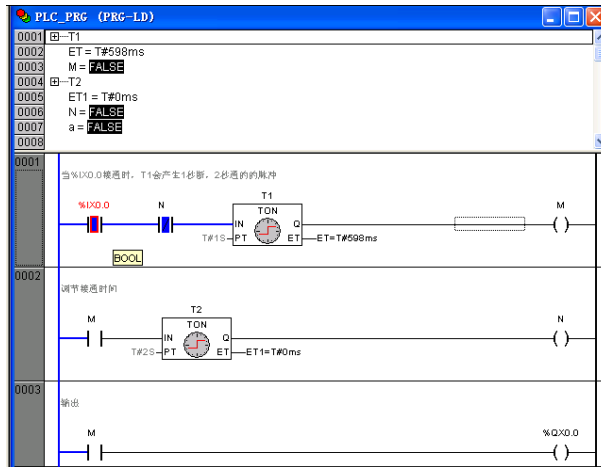 PLC_PRG (PRG-LD)
0001 T1
0002 ET = T#598ms
0003 M = FALSE
0004 T2
0005 ET1 = T#0ms
0006 N = FALSE
0007 a = FALSE
0008
0001
当%IX0.0接通时，T1会产生1秒断，2秒通的的脉冲
%IX0.0 N T1 M
TON
IN Q
T#1S PT ET ET=T#598ms
BOOL
0002
调节接通时间
M T2 N
TON
IN Q
T#2S PT ET ET1=T#0ms
0003
输出
M %QX0.0